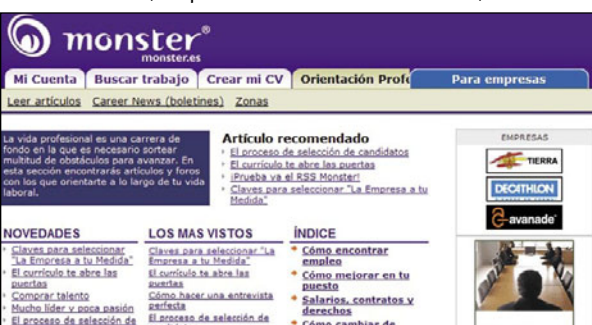 monster®
monster.es
Mi Cuenta
Buscar trabajo
Crear mi CV
Orientación Profe
Para empresas
Leer artículos
Career News (boletines)
Zonas
La vida profesional es una carrera de
fondo en la que es necesario sortear
multitud de obstáculos para avanzar. En
esta sección encontrarás artículos y foros
con los que orientarte a lo largo de tu vida
laboral.
Artículo recomendado
El proceso de selección de candidatos
El currículo te abre las puertas
¡Prueba ya el RSS Monster!
Claves para seleccionar "La Empresa a tu
Medida"
EMPRESAS
TIERRA
DECATHLON
avanade
NOVEDADES
Claves para seleccionar
"La Empresa a tu Medida"
El currículo te abre las
puertas
Comprar talento
Mucho líder y poca pasión
El proceso de selección de
LOS MAS VISTOS
Claves para seleccionar "La
Empresa a tu Medida"
El currículo te abre las
puertas
Cómo hacer una entrevista
perfecta
El proceso de selección de
ÍNDICE
Cómo encontrar
empleo
Cómo mejorar en tu
puesto
Salarios, contratos y
derechos
Cómo cambiar de